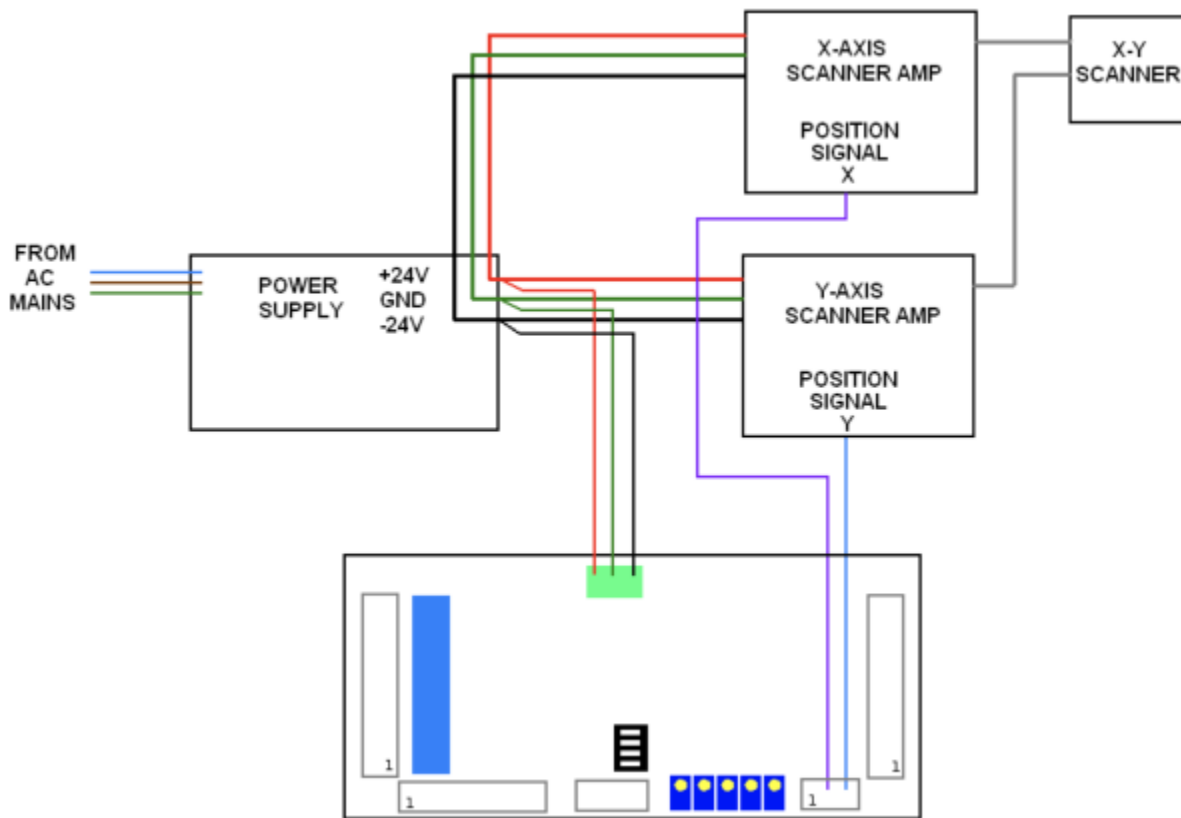 X-AXIS
SCANNER AMP
POSITION
SIGNAL
X
X-Y
SCANNER
FROM
AC
MAINS
POWER
SUPPLY
+24V
GND
-24V
Y-AXIS
SCANNER AMP
POSITION
SIGNAL
Y
1
1
1
1